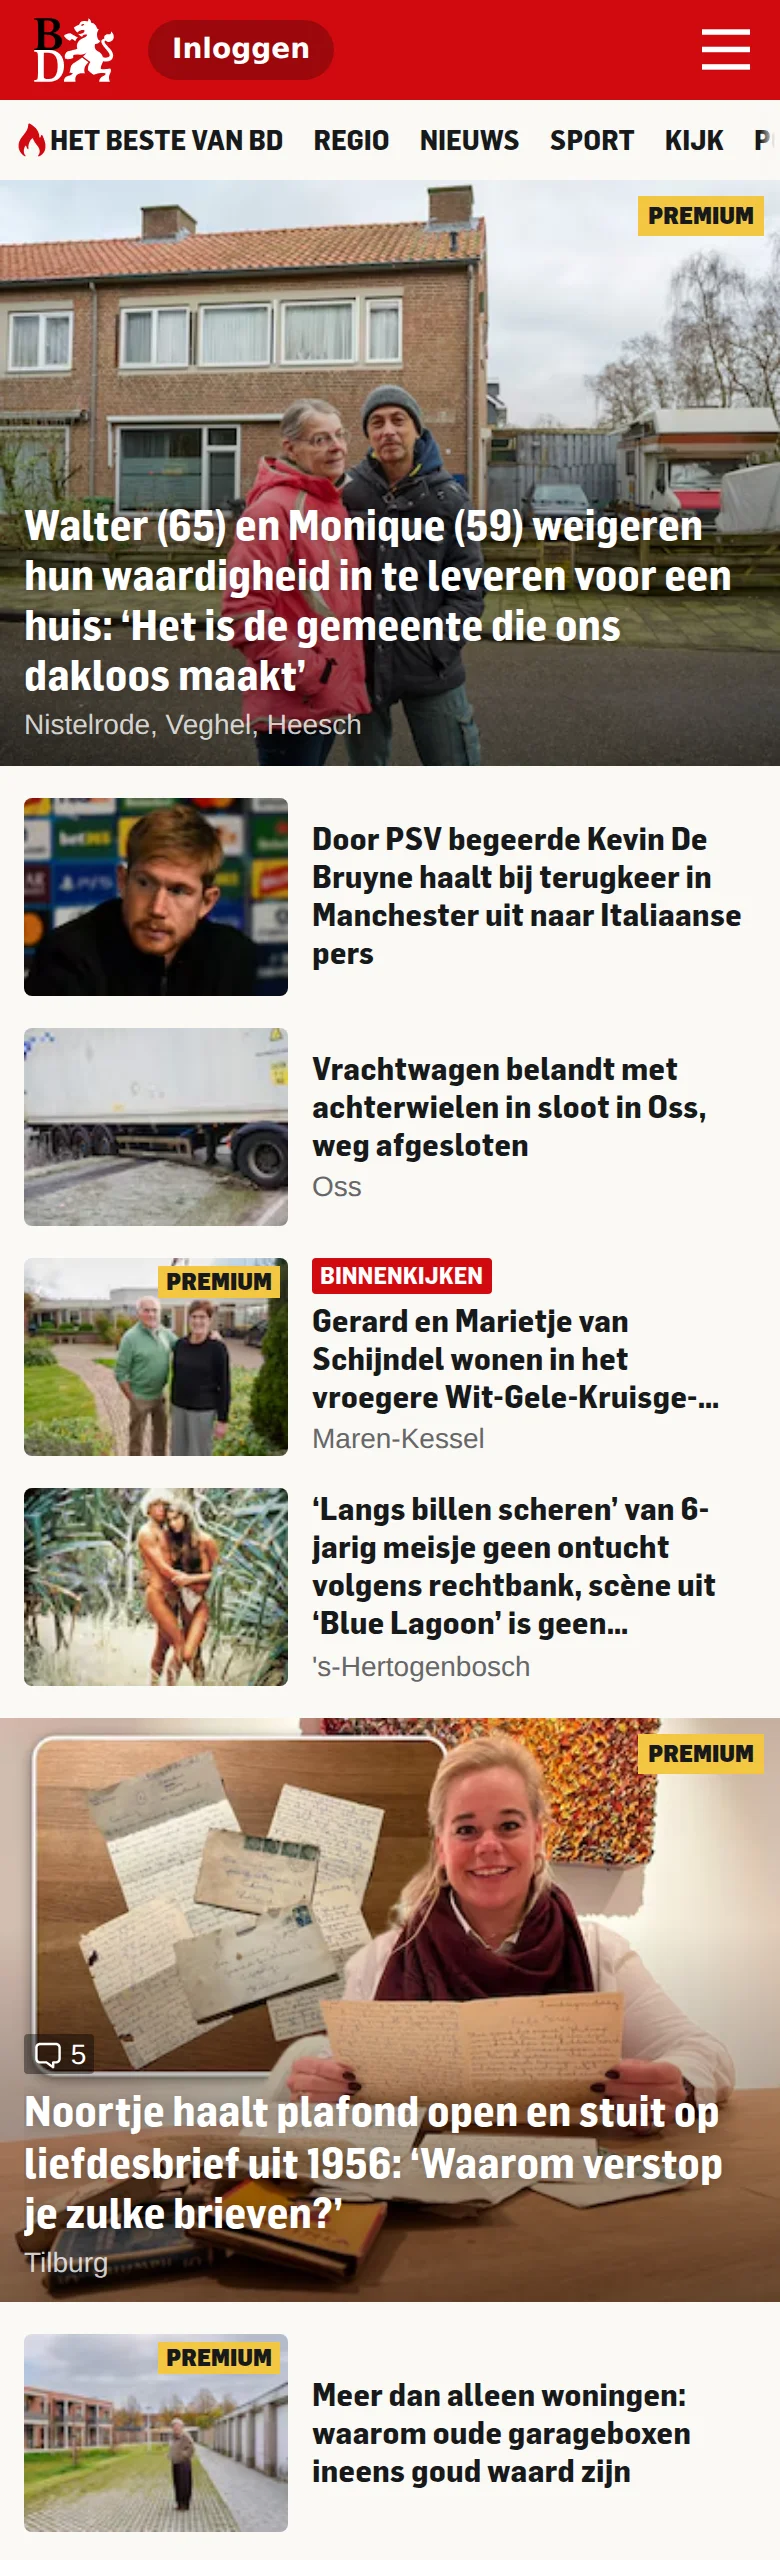 BD
Inloggen
HET BESTE VAN BD REGIO NIEUWS SPORT KIJK
PREMIUM
Walter (65) en Monique (59) weigeren
hun waardigheid in te leveren voor een
huis: ‘Het is de gemeente die ons
dakloos maakt’
Nistelrode, Veghel, Heesch
Door PSV begeerde Kevin De
Bruyne haalt bij terugkeer in
Manchester uit naar Italiaanse
pers
Vrachtwagen belandt met
achterwielen in sloot in Oss,
weg afgesloten
Oss
PREMIUM
BINNENKIJKEN
Gerard en Marietje van
Schijndel wonen in het
vroegere Wit-Gele-Kruisge-...
Maren-Kessel
‘Langs billen scheren’ van 6-
jarig meisje geen ontucht
volgens rechtbank, scène uit
‘Blue Lagoon’ is geen...
's-Hertogenbosch
PREMIUM
5
Noortje haalt plafond open en stuit op
liefdesbrief uit 1956: ‘Waarom verstop
je zulke brieven?’
Tilburg
PREMIUM
Meer dan alleen woningen:
waarom oude garageboxen
ineens goud waard zijn